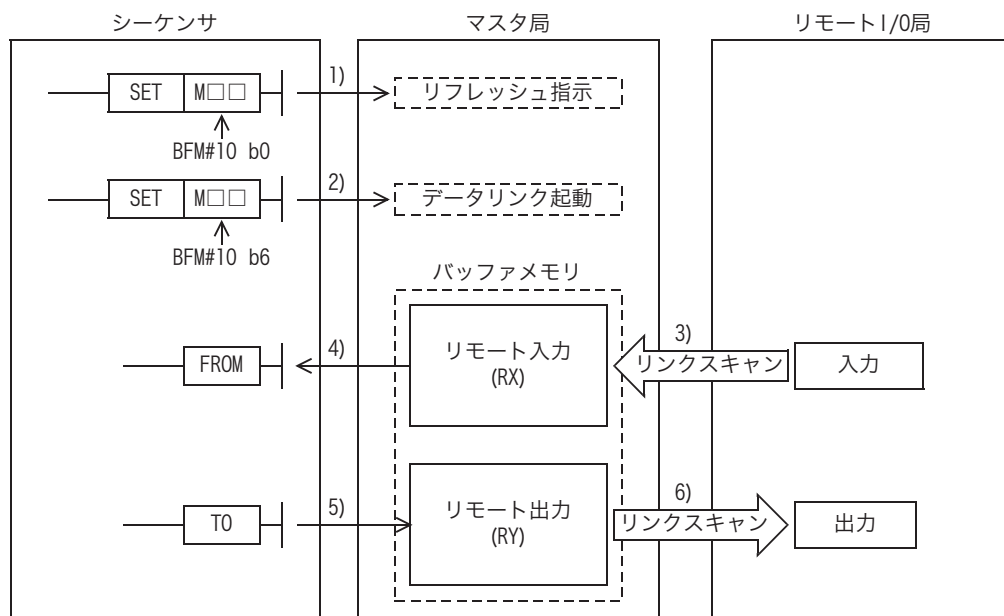 シーケンサ
マスタ局
リモートI/O局
SET M□□
1)
リフレッシュ指示
BFM#10 b0
SET M□□
2)
データリンク起動
BFM#10 b6
バッファメモリ
FROM
4)
リモート入力
(RX)
3)
リンクスキャン
入力
TO
5)
リモート出力
(RY)
6)
リンクスキャン
出力